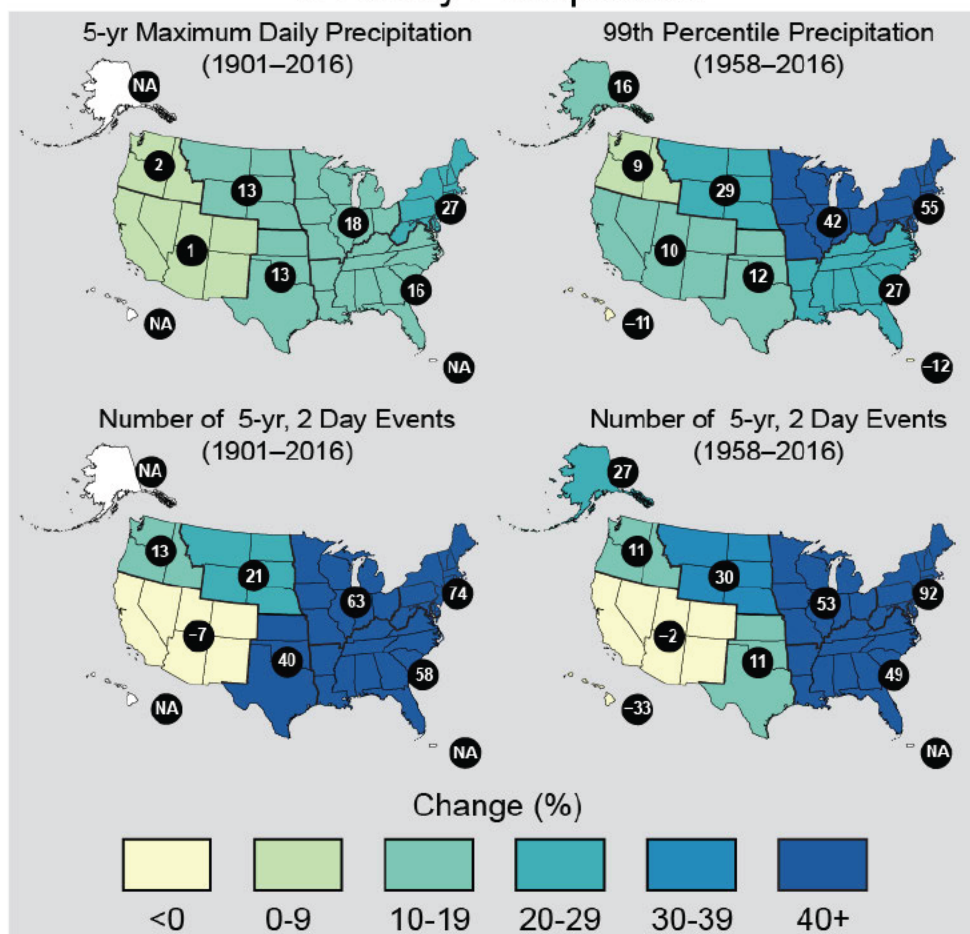 5-yr Maximum Daily Precipitation
(1901–2016)
NA
2
13
27
18
1
13
16
NA
NA
99th Percentile Precipitation
(1958–2016)
16
9
29
55
42
10
12
27
–11
–12
Number of 5-yr, 2 Day Events
(1901–2016)
NA
13
21
74
63
–7
40
58
NA
NA
Number of 5-yr, 2 Day Events
(1958–2016)
27
11
30
92
53
–2
11
49
–33
NA
Change (%)
<0 0-9 10-19 20-29 30-39 40+